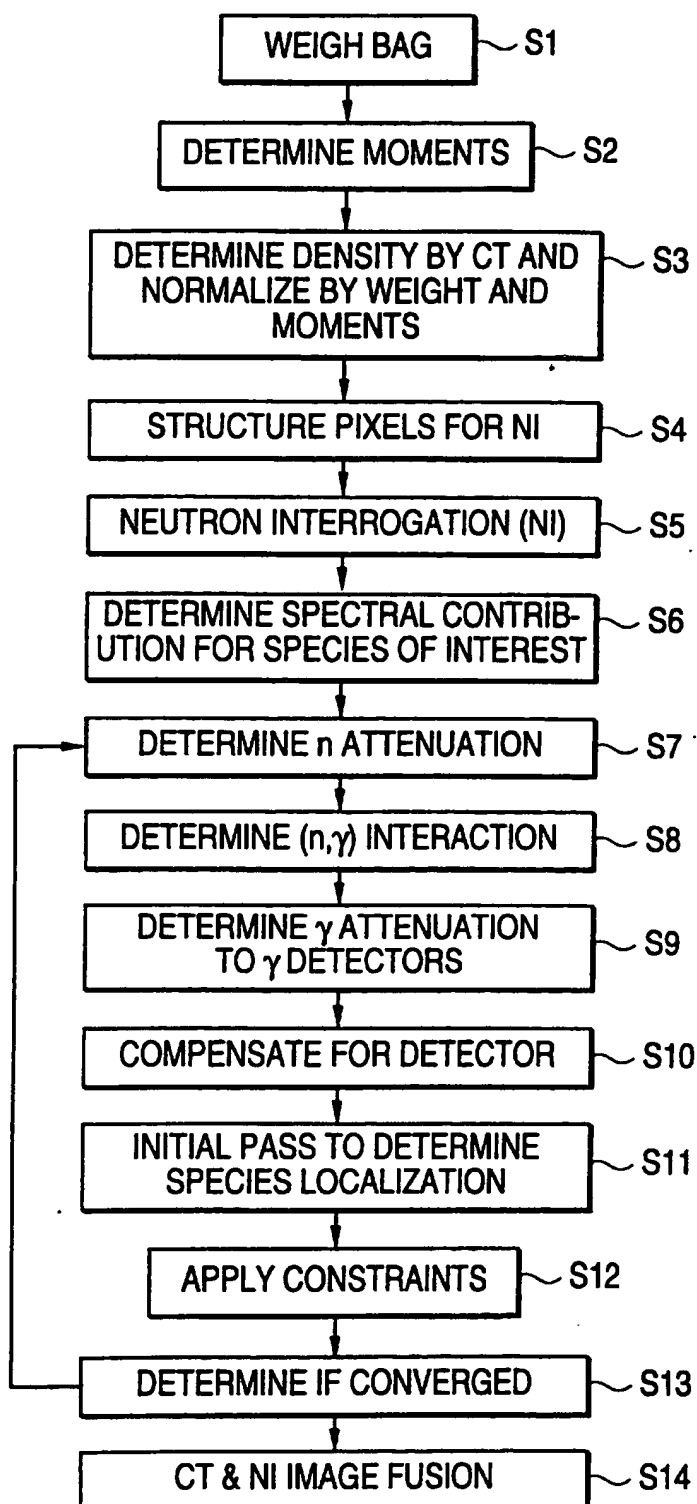 WEIGH BAG
S1
DETERMINE MOMENTS
S2
DETERMINE DENSITY BY CT AND
NORMALIZE BY WEIGHT AND
MOMENTS
S3
STRUCTURE PIXELS FOR NI
S4
NEUTRON INTERROGATION (NI)
S5
DETERMINE SPECTRAL CONTRIB-
UTION FOR SPECIES OF INTEREST
S6
DETERMINE n ATTENUATION
S7
DETERMINE (n,γ) INTERACTION
S8
DETERMINE γ ATTENUATION
TO γ DETECTORS
S9
COMPENSATE FOR DETECTOR
S10
INITIAL PASS TO DETERMINE
SPECIES LOCALIZATION
S11
APPLY CONSTRAINTS
S12
DETERMINE IF CONVERGED
S13
CT & NI IMAGE FUSION
S14